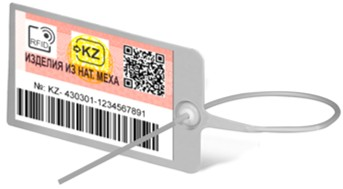 RFID
KZ
ИЗДЕЛИЯ ИЗ НАТ. МЕХА
№: KZ- 430301-1234567891